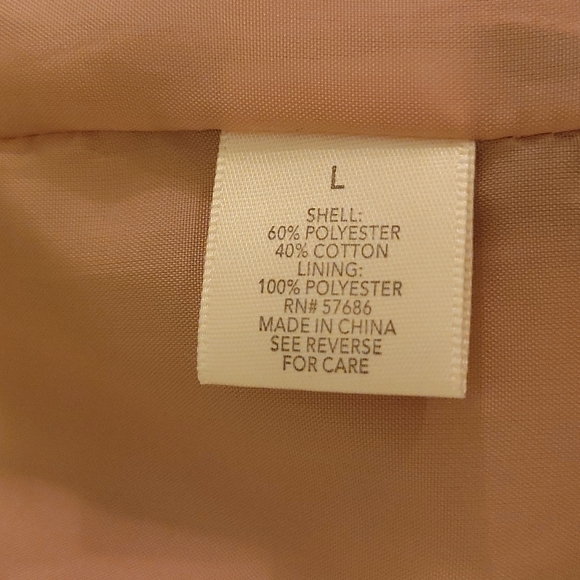 L
SHELL:
60% POLYESTER
40% COTTON
LINING:
100% POLYESTER
RN# 57686
MADE IN CHINA
SEE REVERSE
FOR CARE